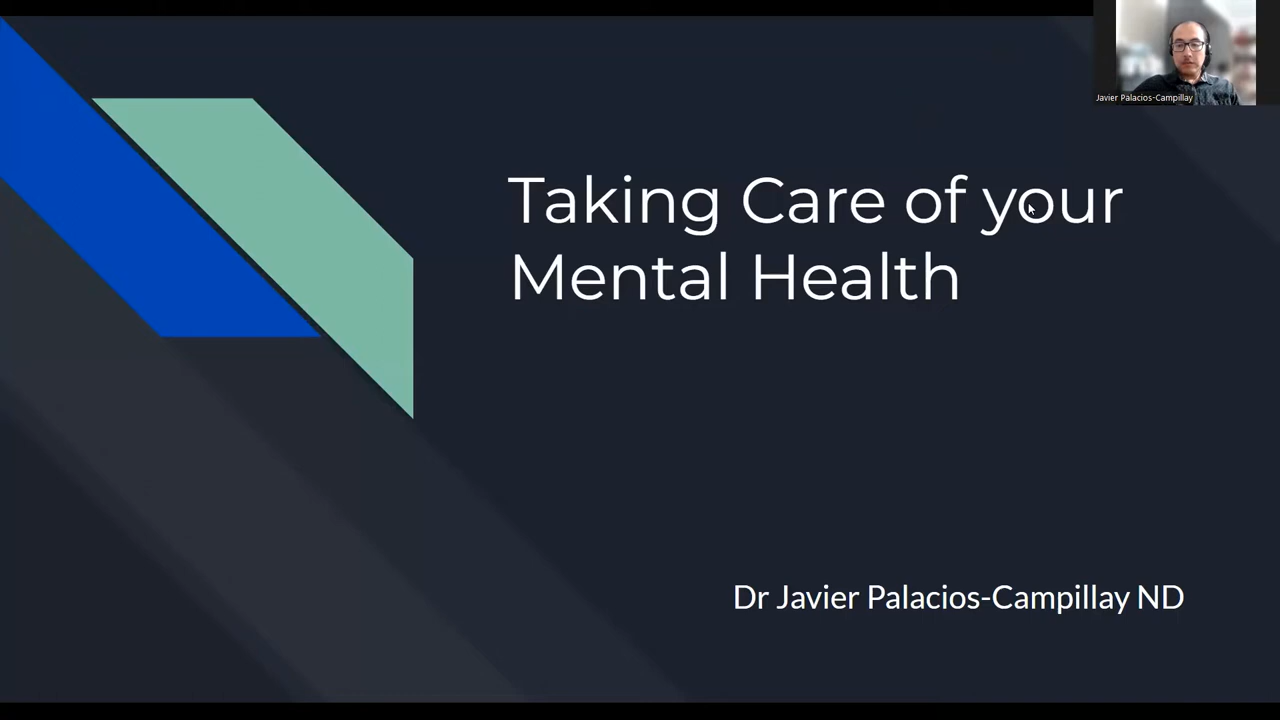 Javier Palacios-Campillay
Taking Care of your
Mental Health
Dr Javier Palacios-Campillay ND